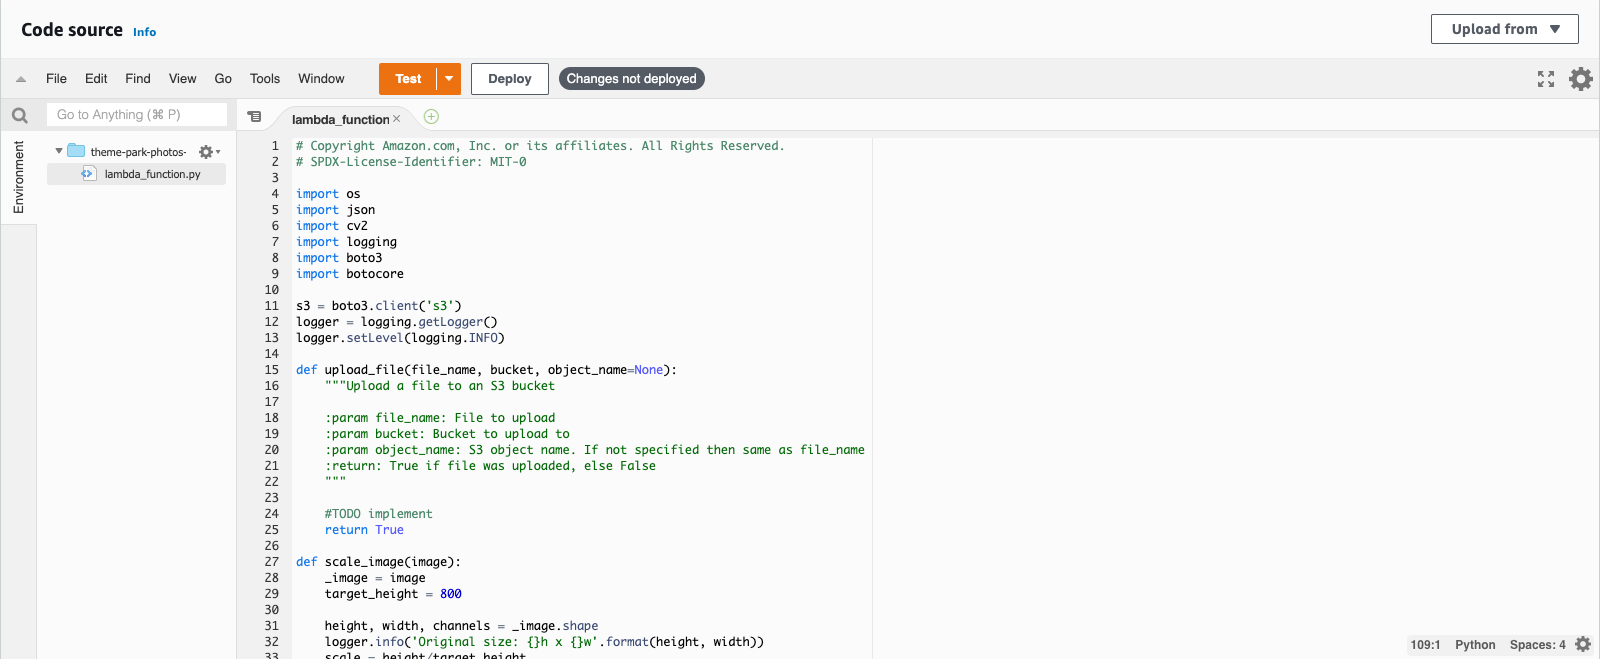 Code source Info
Upload from
File Edit Find View Go Tools Window Test Deploy Changes not deployed
Go to Anything (⌘ P)
lambda_function
Environment
theme-park-photos-
lambda_function.py
1 # Copyright Amazon.com, Inc. or its affiliates. All Rights Reserved.
2 # SPDX-License-Identifier: MIT-0
3
4 import os
5 import json
6 import cv2
7 import logging
8 import boto3
9 import botocore
10
11 s3 = boto3.client('s3')
12 logger = logging.getLogger()
13 logger.setLevel(logging.INFO)
14
15 def upload_file(file_name, bucket, object_name=None):
16     """Upload a file to an S3 bucket
17
18     :param file_name: File to upload
19     :param bucket: Bucket to upload to
20     :param object_name: S3 object name. If not specified then same as file_name
21     :return: True if file was uploaded, else False
22     """
23
24     #TODO implement
25     return True
26
27 def scale_image(image):
28     _image = image
29     target_height = 800
30
31     height, width, channels = _image.shape
32     logger.info('Original size: {}h x {}w'.format(height, width))
33     scale = height/target_height
109:1 Python Spaces: 4